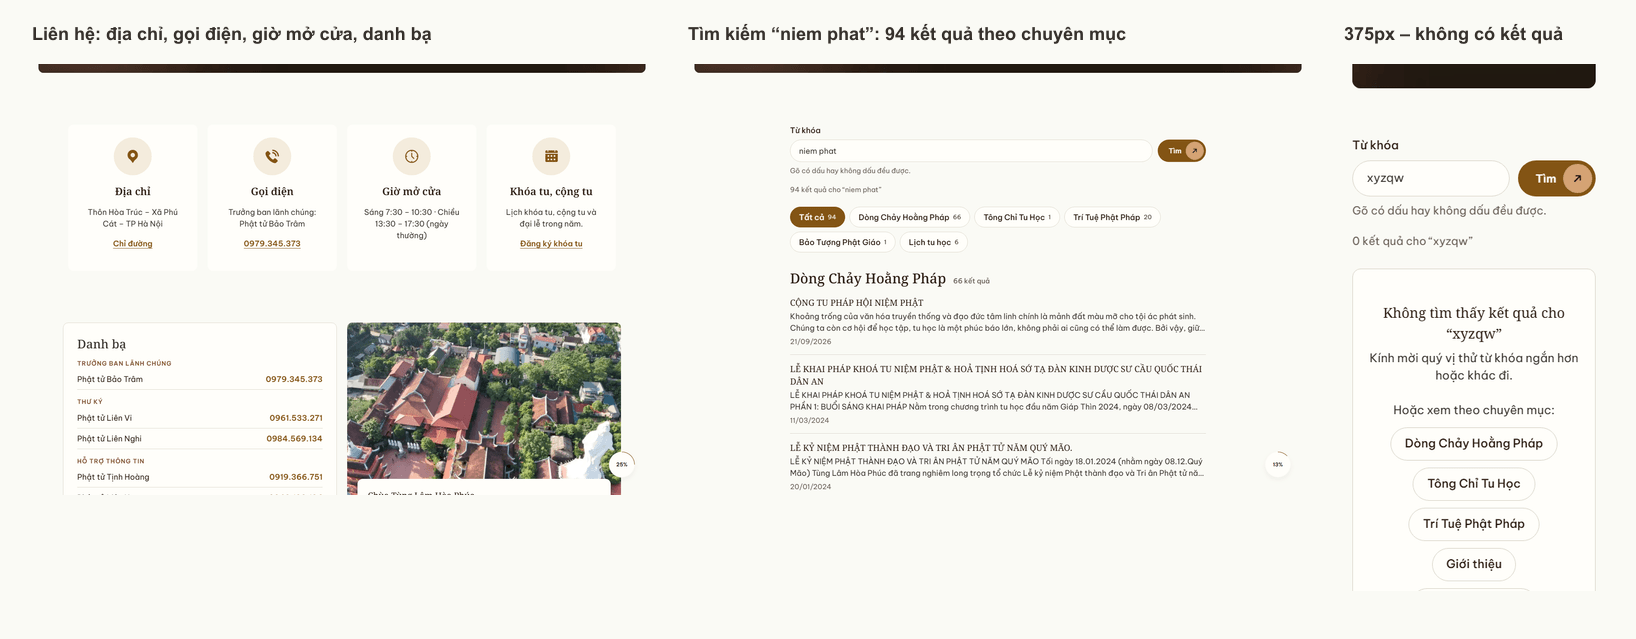 Liên hệ: địa chỉ, gọi điện, giờ mở cửa, danh bạ
Địa chỉ
Thôn Hòa Trúc – Xã Phú
Cát – TP Hà Nội
Chỉ đường
Gọi điện
Trưởng ban lãnh chúng:
Phật tử Bảo Trâm
0979.345.373
Giờ mở cửa
Sáng 7:30 – 10:30 · Chiều
13:30 – 17:30 (ngày
thường)
Khóa tu, cộng tu
Lịch khóa tu, cộng tu và
đại lễ trong năm.
Đăng ký khóa tu
Danh bạ
TRƯỞNG BAN LÃNH CHÚNG
Phật tử Bảo Trâm 0979.345.373
THƯ KÝ
Phật tử Liên Vi 0961.533.271
Phật tử Liên Nghi 0984.569.134
HỖ TRỢ THÔNG TIN
Phật tử Tịnh Hoàng 0919.366.751
Chùa Tùng Lâm Hòa Phúc
25%
Tìm kiếm “niem phat”: 94 kết quả theo chuyên mục
Từ khóa
niem phat
Tìm
Gõ có dấu hay không dấu đều được.
94 kết quả cho “niem phat”
Tất cả 94
Dòng Chảy Hoằng Pháp 66
Tông Chỉ Tu Học 1
Trí Tuệ Phật Pháp 20
Bảo Tượng Phật Giáo 1
Lịch tu học 6
Dòng Chảy Hoằng Pháp 66 kết quả
CỘNG TU PHÁP HỘI NIỆM PHẬT
Khoảng trống của văn hóa truyền thống và đạo đức tâm linh chính là mảnh đất màu mỡ cho tội ác phát sinh.
Chúng ta còn cơ hội để học tập, tu học là một phúc báo lớn, không phải ai cũng có thể làm được. Bởi vậy, giữ...
21/09/2026
LỄ KHAI PHÁP KHOÁ TU NIỆM PHẬT & HOẢ TỊNH HOÁ SỚ TẠ ĐÀN KINH DƯỢC SƯ CẦU QUỐC THÁI
DÂN AN
LỄ KHAI PHÁP KHOÁ TU NIỆM PHẬT & HOẢ TỊNH HOÁ SỚ TẠ ĐÀN KINH DƯỢC SƯ CẦU QUỐC THÁI DÂN AN
PHẦN 1: BUỔI SÁNG KHAI PHÁP Nằm trong chương trình tu học đầu năm Giáp Thìn 2024, ngày 08/03/2024...
11/03/2024
LỄ KỶ NIỆM PHẬT THÀNH ĐẠO VÀ TRI ÂN PHẬT TỬ NĂM QUÝ MÃO.
LỄ KỶ NIỆM PHẬT THÀNH ĐẠO VÀ TRI ÂN PHẬT TỬ NĂM QUÝ MÃO Tối ngày 18.01.2024 (nhằm ngày 08.12.Quý
Mão) Tùng Lâm Hòa Phúc đã trang nghiêm long trọng tổ chức Lễ kỷ niệm Phật thành đạo và Tri ân Phật tử nă...
20/01/2024
13%
375px – không có kết quả
Từ khóa
xyzqw
Tìm
Gõ có dấu hay không dấu đều được.
0 kết quả cho “xyzqw”
Không tìm thấy kết quả cho
“xyzqw”
Kính mời quý vị thử từ khóa ngắn hơn
hoặc khác đi.
Hoặc xem theo chuyên mục:
Dòng Chảy Hoằng Pháp
Tông Chỉ Tu Học
Trí Tuệ Phật Pháp
Giới thiệu